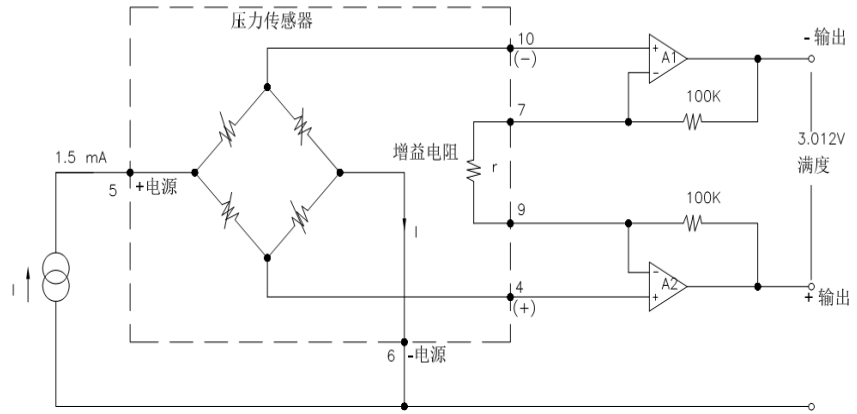 压力传感器
10
(-)
+
A1
-
- 输出
100K
7
3.012V
满度
增益电阻
r
1.5 mA
5
+电源
9
100K
I
-
A2
+
I
4
(+)
+ 输出
6
-电源